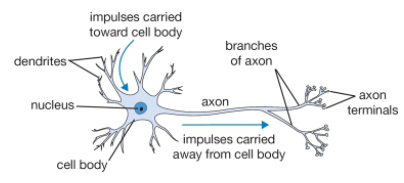 impulses carried
toward cell body
dendrites
nucleus
cell body
axon
impulses carried
away from cell body
branches
of axon
axon
terminals